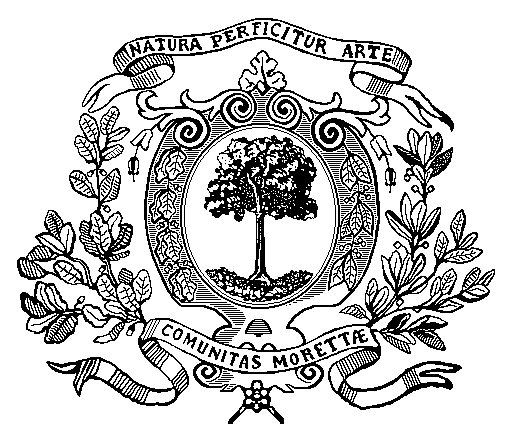 NATURA PERFICITUR ARTE
COMUNITAS MORETTÆ